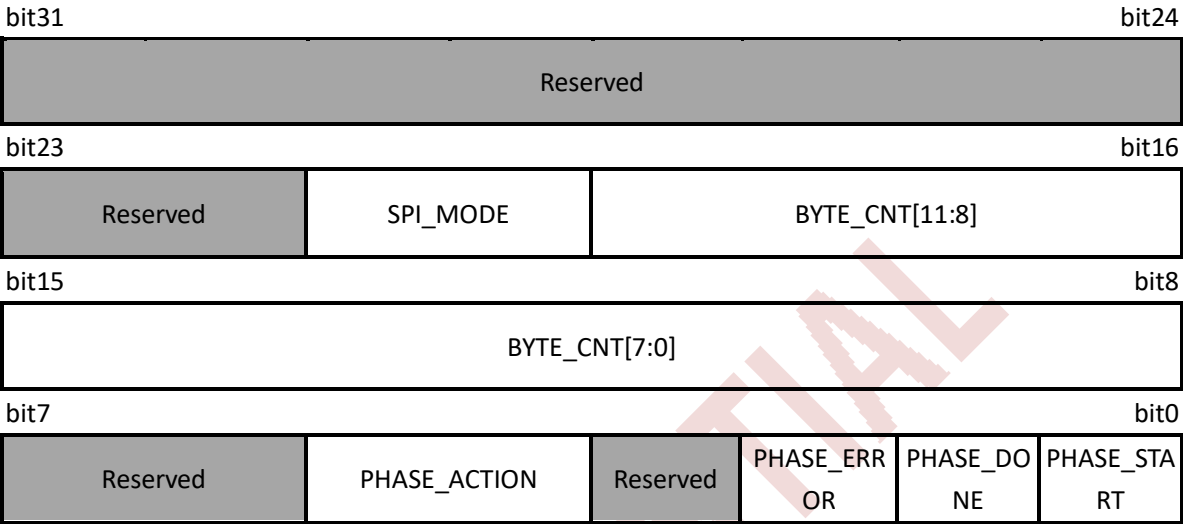 bit31 bit24
Reserved
bit23 bit16
Reserved SPI_MODE BYTE_CNT[11:8]
bit15 bit8
BYTE_CNT[7:0]
bit7 bit0
Reserved PHASE_ACTION Reserved PHASE_ERR PHASE_DO PHASE_STA
OR NE RT
TIAL